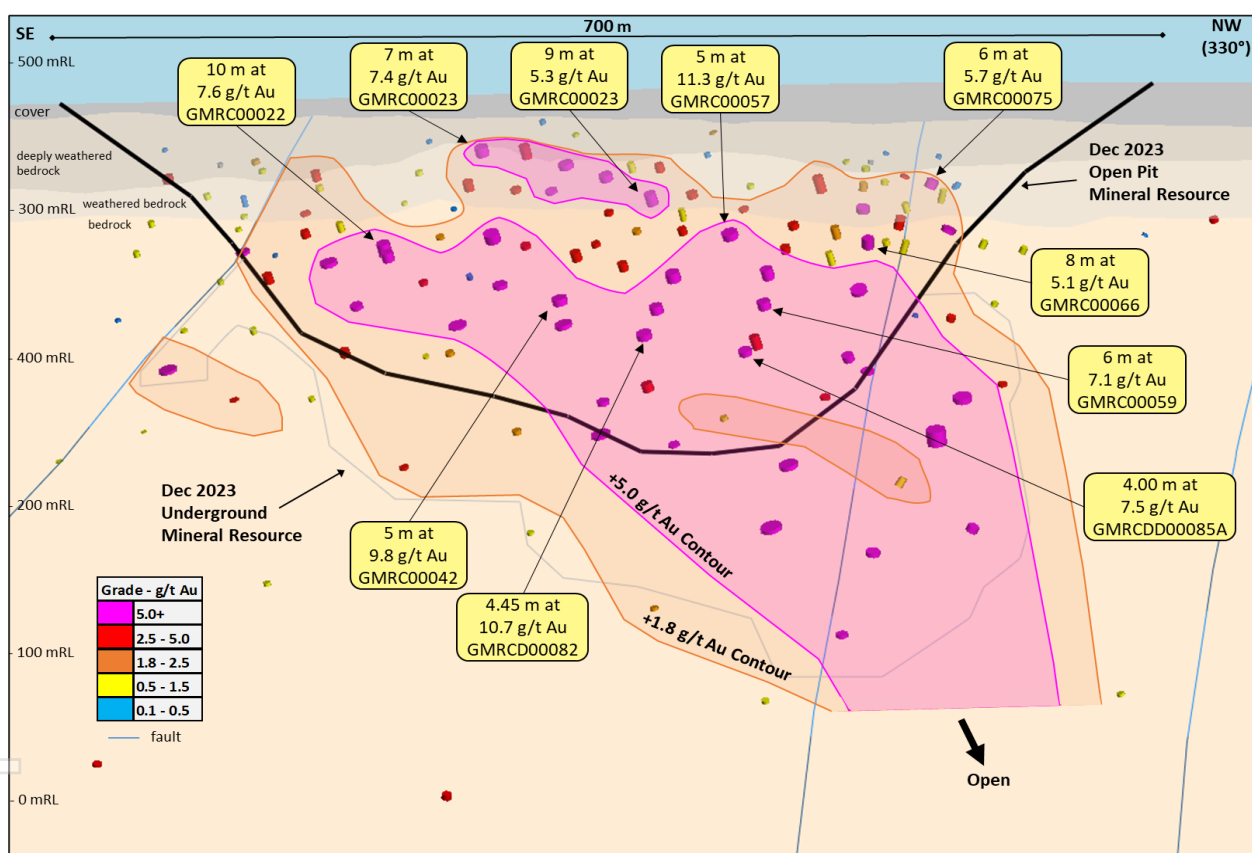 SE
700 m
NW
(330°)
500 mRL
cover
deeply weathered
bedrock
weathered bedrock
300 mRL
bedrock
400 mRL
200 mRL
100 mRL
0 mRL
10 m at
7.6 g/t Au
GMRC00022
7 m at
7.4 g/t Au
GMRC00023
9 m at
5.3 g/t Au
GMRC00023
5 m at
11.3 g/t Au
GMRC00057
6 m at
5.7 g/t Au
GMRC00075
Dec 2023
Open Pit
Mineral Resource
8 m at
5.1 g/t Au
GMRC00066
6 m at
7.1 g/t Au
GMRC00059
4.00 m at
7.5 g/t Au
GMRCDD00085A
Dec 2023
Underground
Mineral Resource
5 m at
9.8 g/t Au
GMRC00042
4.45 m at
10.7 g/t Au
GMRCD00082
+5.0 g/t Au Contour
+1.8 g/t Au Contour
Grade - g/t Au
5.0+
2.5 - 5.0
1.8 - 2.5
0.5 - 1.5
0.1 - 0.5
fault
Open